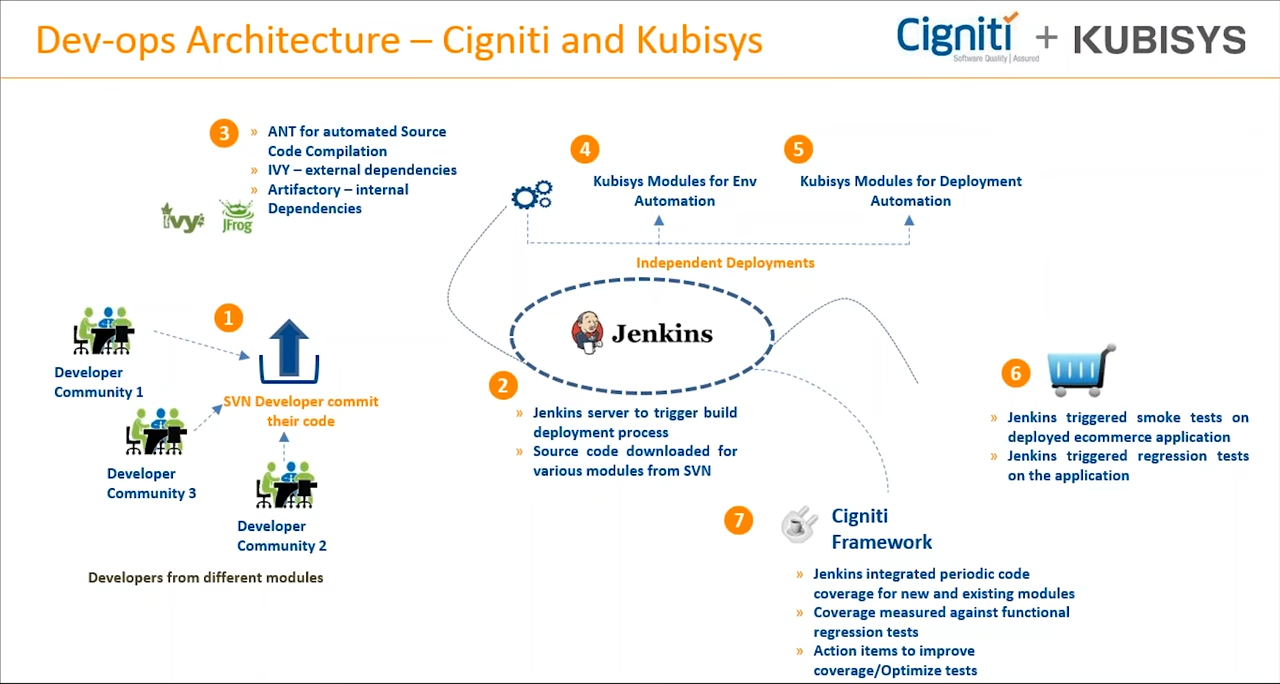 Dev-ops Architecture – Cigniti and Kubisys
Cigniti + KUBISYS
Software Quality | Assured
3
» ANT for automated Source
Code Compilation
» IVY – external dependencies
» Artifactory – internal
Dependencies
ivy
JFrog
4
Kubisys Modules for Env
Automation
5
Kubisys Modules for Deployment
Automation
Independent Deployments
Jenkins
1
Developer
Community 1
SVN Developer commit
their code
Developer
Community 3
Developer
Community 2
Developers from different modules
2
» Jenkins server to trigger build
deployment process
» Source code downloaded for
various modules from SVN
6
» Jenkins triggered smoke tests on
deployed ecommerce application
» Jenkins triggered regression tests
on the application
7
Cigniti
Framework
» Jenkins integrated periodic code
coverage for new and existing modules
» Coverage measured against functional
regression tests
» Action items to improve
coverage/Optimize tests